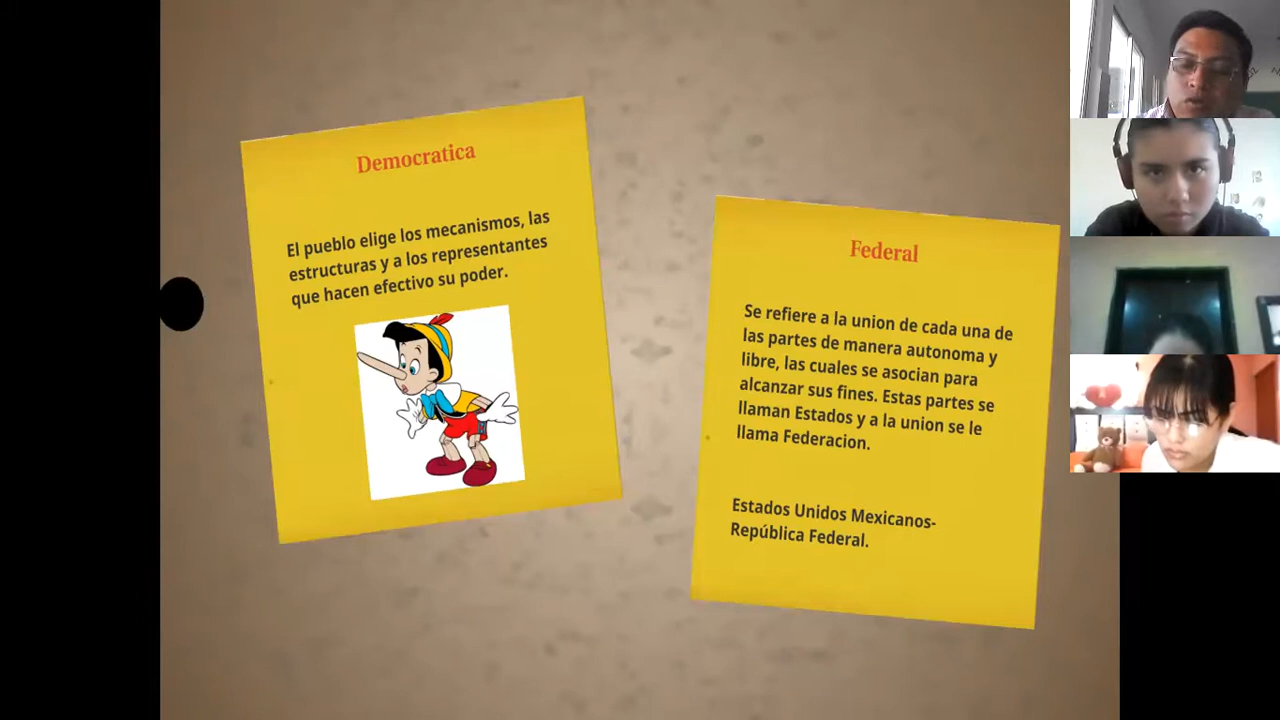 Democratica
El pueblo elige los mecanismos, las
estructuras y a los representantes
que hacen efectivo su poder.
Federal
Se refiere a la union de cada una de
las partes de manera autonoma y
libre, las cuales se asocian para
alcanzar sus fines. Estas partes se
llaman Estados y a la union se le
llama Federacion.
Estados Unidos Mexicanos-
República Federal.